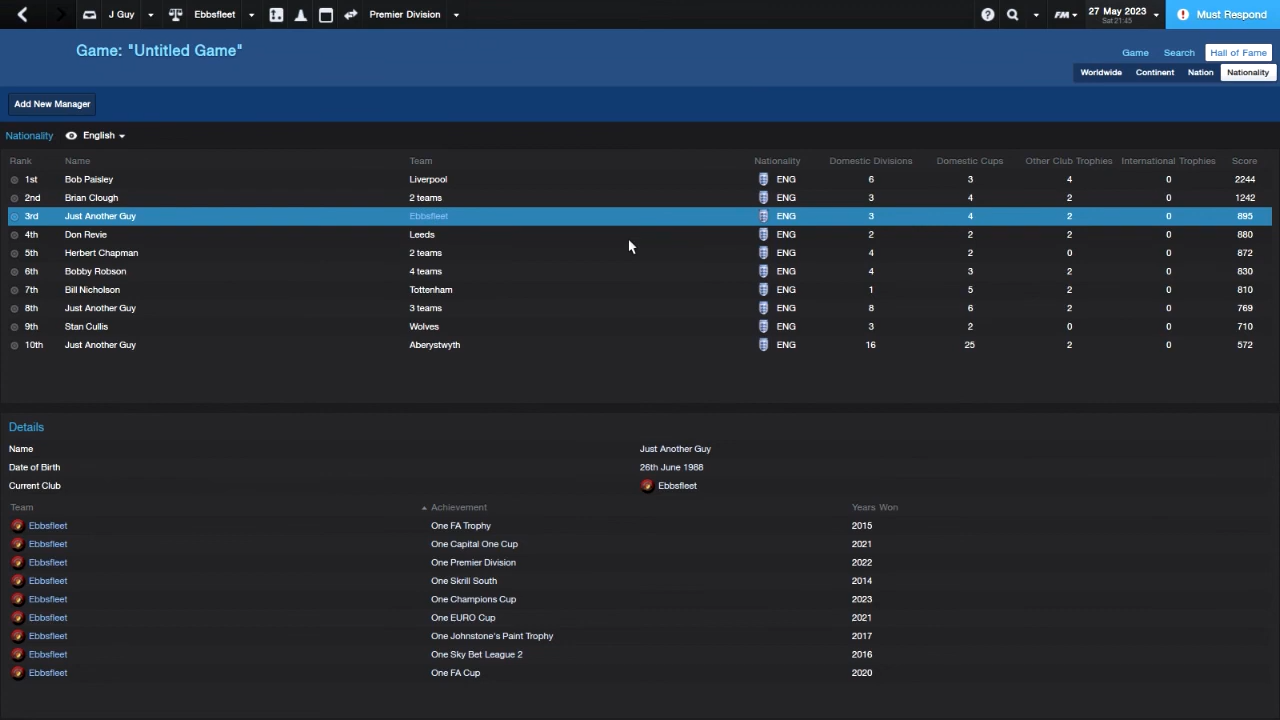 J Guy Ebbsfleet Premier Division FM 27 May 2023 Sat 21:45 Must Respond
Game: "Untitled Game"
Game Search Hall of Fame
Worldwide Continent Nation Nationality
Add New Manager
Nationality English
Rank Name Team Nationality Domestic Divisions Domestic Cups Other Club Trophies International Trophies Score
1st Bob Paisley Liverpool ENG 6 3 4 0 2244
2nd Brian Clough 2 teams ENG 3 4 2 0 1242
3rd Just Another Guy Ebbsfleet ENG 3 4 2 0 895
4th Don Revie Leeds ENG 2 2 2 0 880
5th Herbert Chapman 2 teams ENG 4 2 0 0 872
6th Bobby Robson 4 teams ENG 4 3 2 0 830
7th Bill Nicholson Tottenham ENG 1 5 2 0 810
8th Just Another Guy 3 teams ENG 8 6 2 0 769
9th Stan Cullis Wolves ENG 3 2 0 0 710
10th Just Another Guy Aberystwyth ENG 16 25 2 0 572
Details
Name Just Another Guy
Date of Birth 26th June 1988
Current Club Ebbsfleet
Team Achievement Years Won
Ebbsfleet One FA Trophy 2015
Ebbsfleet One Capital One Cup 2021
Ebbsfleet One Premier Division 2022
Ebbsfleet One Skrill South 2014
Ebbsfleet One Champions Cup 2023
Ebbsfleet One EURO Cup 2021
Ebbsfleet One Johnstone's Paint Trophy 2017
Ebbsfleet One Sky Bet League 2 2016
Ebbsfleet One FA Cup 2020